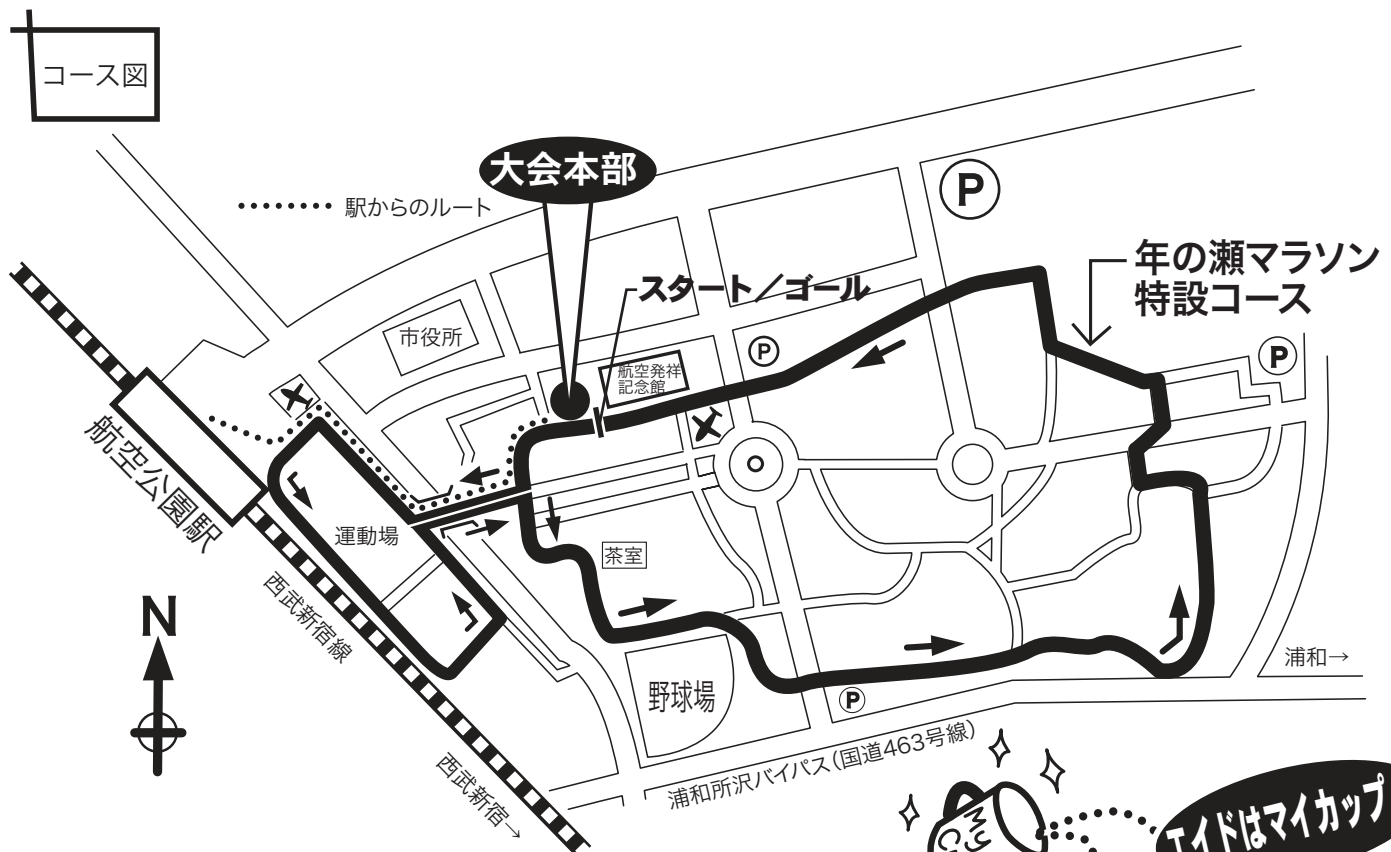 コース図
大会本部
駅からのルート
P
年の瀬マラソン
特設コース
スタート/ゴール
市役所
航空発祥
記念館
P
P
航空公園駅
運動場
茶室
西武新宿線
N
浦和→
野球場
P
浦和所沢バイパス(国道463号線)
西武新宿→
My
エイドはマイカップ